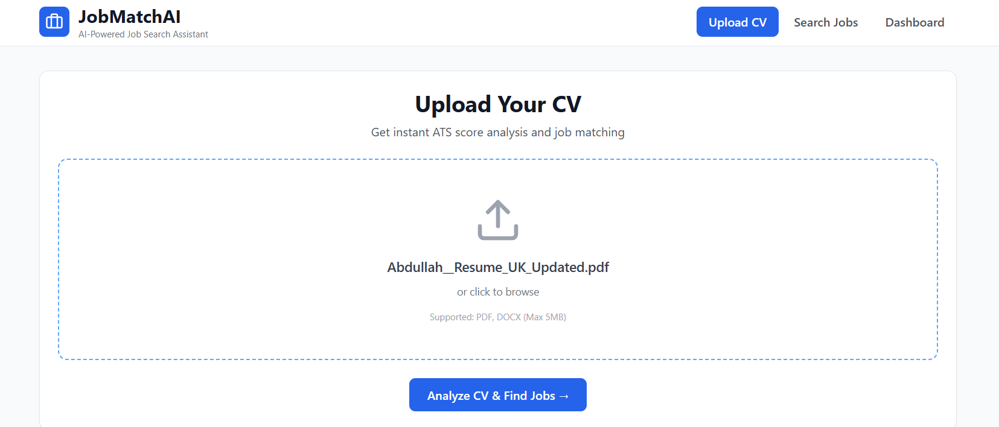 JobMatchAI
AI-Powered Job Search Assistant
Upload CV
Search Jobs
Dashboard
Upload Your CV
Get instant ATS score analysis and job matching
Abdullah__Resume_UK_Updated.pdf
or click to browse
Supported: PDF, DOCX (Max 5MB)
Analyze CV & Find Jobs →